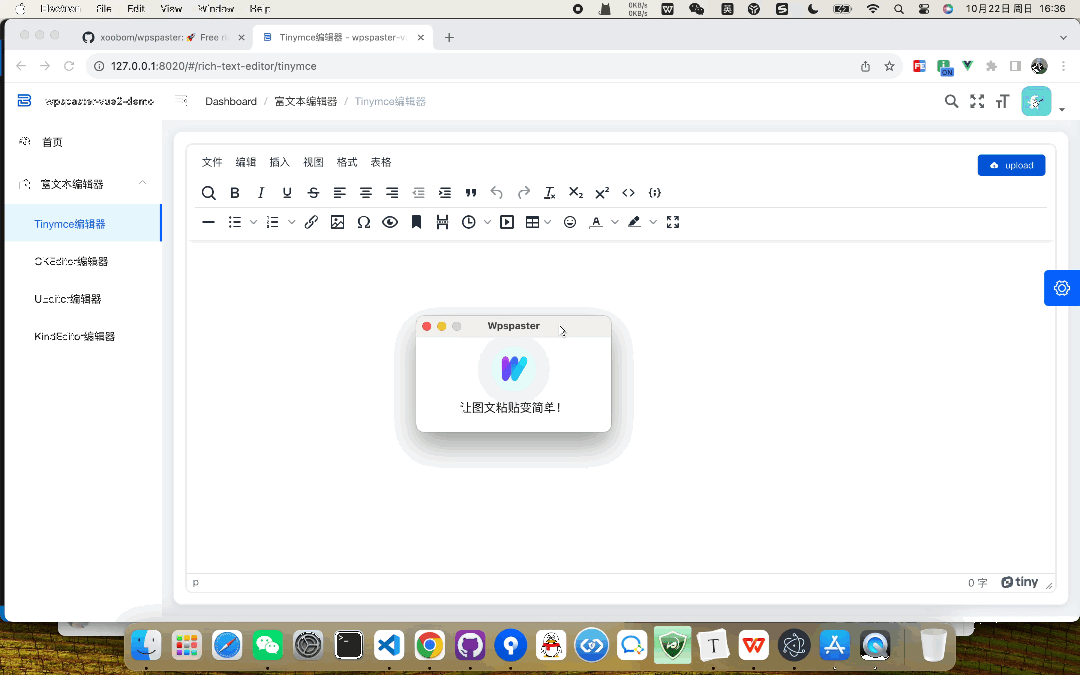 Electron File Edit View Window Help
0KB/s
0KB/s
英
10月22日 周日 16:36
xoobom/wpspaster: 🚀 Free ri
Tinymce编辑器 - wpspaster-v
127.0.0.1:8020/#/rich-text-editor/tinymce
ON
wpspaster-vue2-demo
Dashboard / 富文本编辑器 / Tinymce编辑器
首页
富文本编辑器
Tinymce编辑器
CKEditor编辑器
UEditor编辑器
KindEditor编辑器
文件 编辑 插入 视图 格式 表格
upload
Wpspaster
让图文粘贴变简单!
p
0 字
tiny